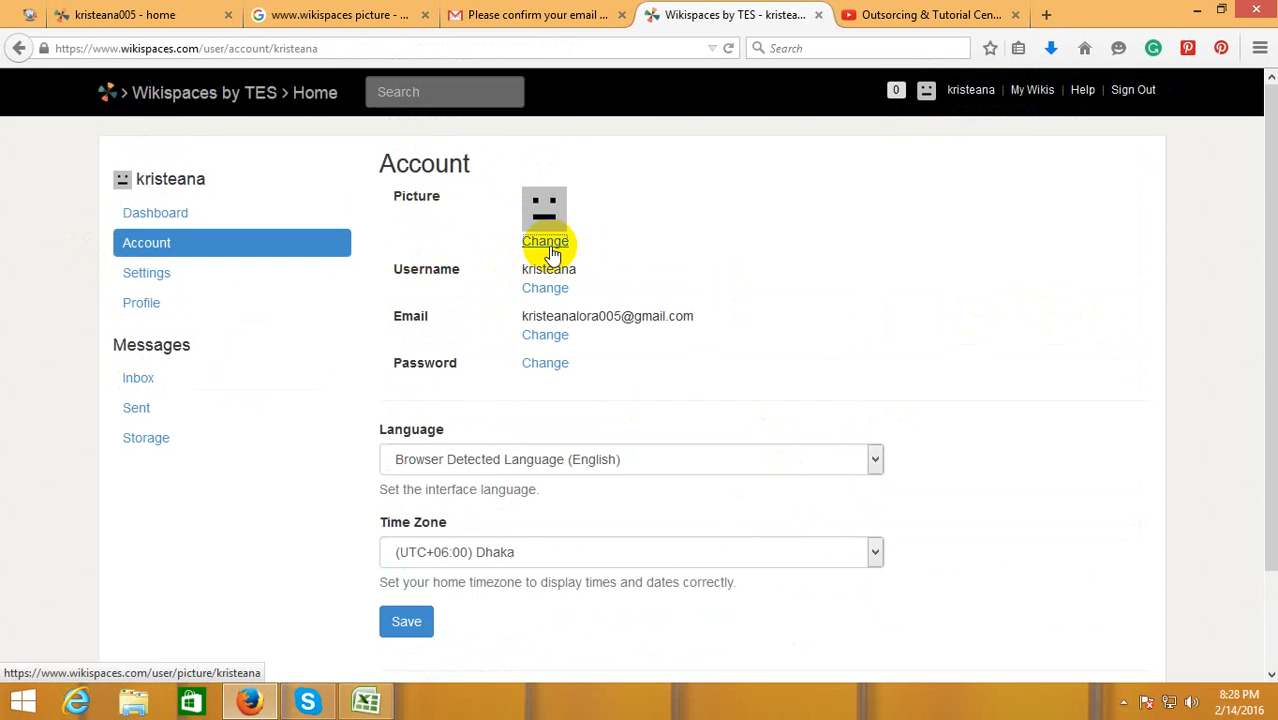 kristeana005 - home
www.wikispaces picture - ...
Please confirm your email ...
Wikispaces by TES - kristea...
Outsorcing & Tutorial Cen...
https://www.wikispaces.com/user/account/kristeana
Search
> Wikispaces by TES > Home
Search
0
kristeana
My Wikis
Help
Sign Out
kristeana
Dashboard
Account
Settings
Profile
Messages
Inbox
Sent
Storage
Account
Picture
Change
Username
kristeana
Change
Email
kristeanalora005@gmail.com
Change
Password
Change
Language
Browser Detected Language (English)
Set the interface language.
Time Zone
(UTC+06:00) Dhaka
Set your home timezone to display times and dates correctly.
Save
https://www.wikispaces.com/user/picture/kristeana
8:28 PM
2/14/2016